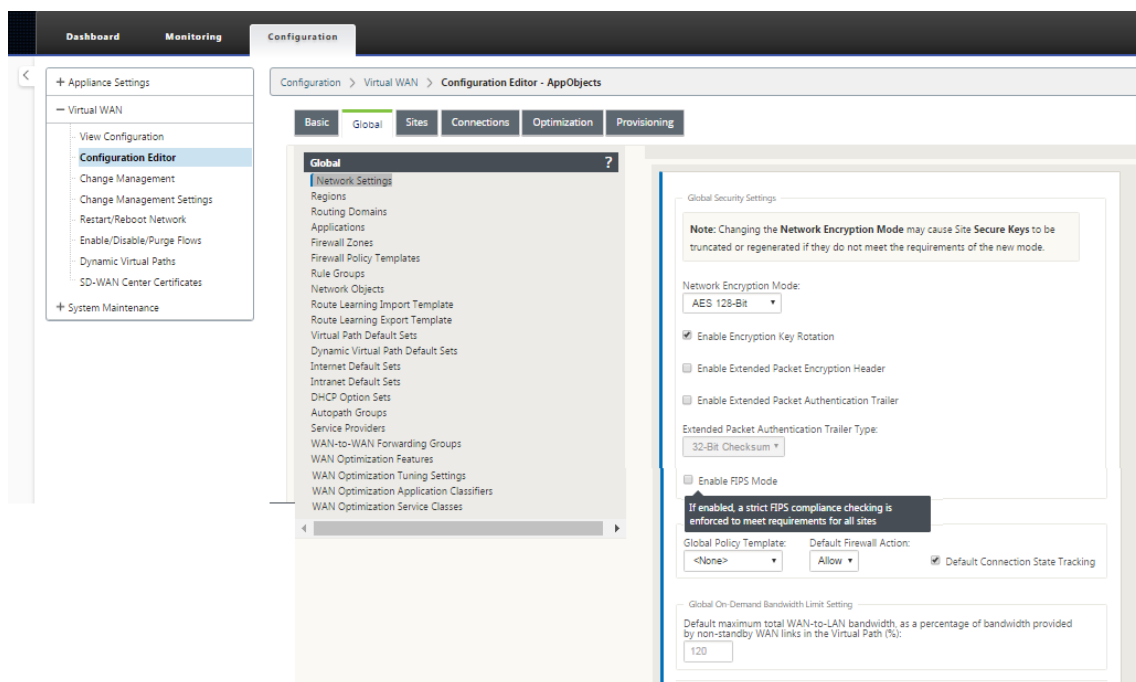 Dashboard Monitoring Configuration
+ Appliance Settings
− Virtual WAN
View Configuration
Configuration Editor
Change Management
Change Management Settings
Restart/Reboot Network
Enable/Disable/Purge Flows
Dynamic Virtual Paths
SD-WAN Center Certificates
+ System Maintenance
Configuration > Virtual WAN > Configuration Editor - AppObjects
Basic Global Sites Connections Optimization Provisioning
Global ?
Network Settings
Regions
Routing Domains
Applications
Firewall Zones
Firewall Policy Templates
Rule Groups
Network Objects
Route Learning Import Template
Route Learning Export Template
Virtual Path Default Sets
Dynamic Virtual Path Default Sets
Internet Default Sets
Intranet Default Sets
DHCP Option Sets
Autopath Groups
Service Providers
WAN-to-WAN Forwarding Groups
WAN Optimization Features
WAN Optimization Tuning Settings
WAN Optimization Application Classifiers
WAN Optimization Service Classes
Global Security Settings
Note: Changing the Network Encryption Mode may cause Site Secure Keys to be
truncated or regenerated if they do not meet the requirements of the new mode.
Network Encryption Mode:
AES 128-Bit
Enable Encryption Key Rotation
Enable Extended Packet Encryption Header
Enable Extended Packet Authentication Trailer
Extended Packet Authentication Trailer Type:
32-Bit Checksum
Enable FIPS Mode
If enabled, a strict FIPS compliance checking is
enforced to meet requirements for all sites
Global Policy Template: Default Firewall Action:
<None> Allow Default Connection State Tracking
Global On-Demand Bandwidth Limit Setting
Default maximum total WAN-to-LAN bandwidth, as a percentage of bandwidth provided
by non-standby WAN links in the Virtual Path (%):
120